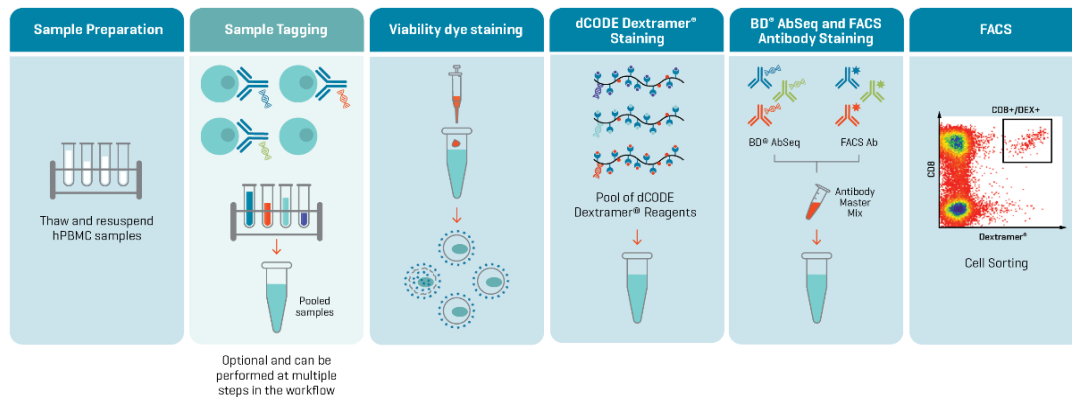 Sample Preparation
Thaw and resuspend
hPBMC samples
Sample Tagging
Pooled
samples
Optional and can be
performed at multiple
steps in the workflow
Viability dye staining
dCODE Dextramer®
Staining
Pool of dCODE
Dextramer® Reagents
BD® AbSeq and FACS
Antibody Staining
BD® AbSeq
FACS Ab
Antibody
Master
Mix
FACS
CD8+/DEX+
CD8
Dextramer®
Cell Sorting